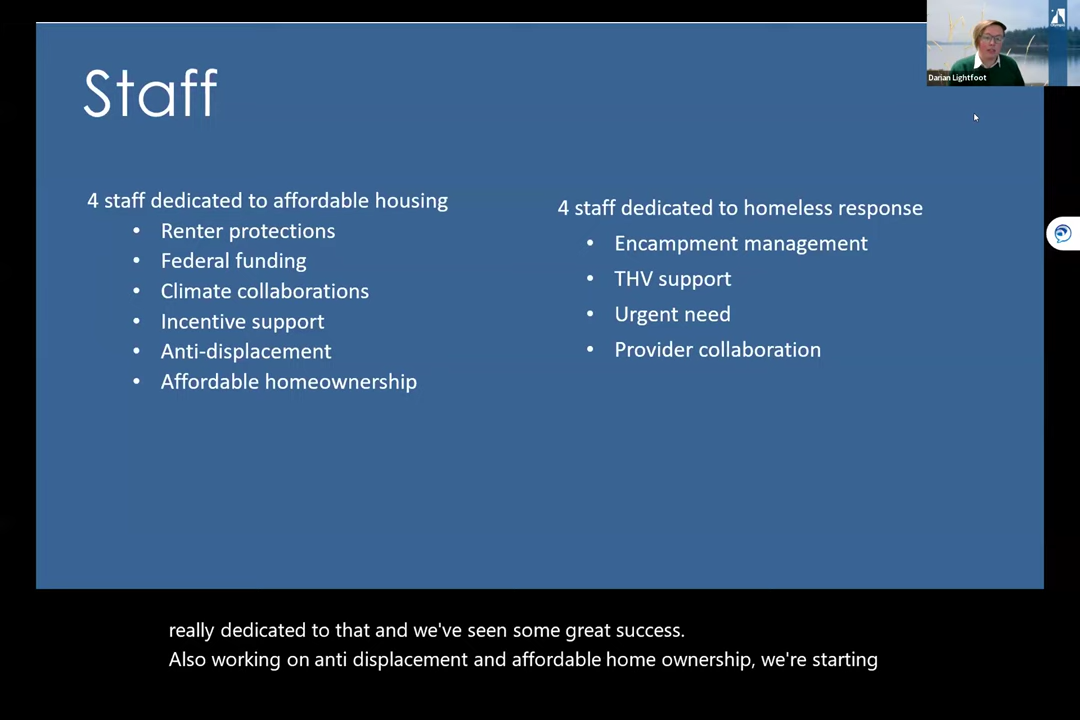 Darian Lightfoot
Staff
4 staff dedicated to affordable housing
• Renter protections
• Federal funding
• Climate collaborations
• Incentive support
• Anti-displacement
• Affordable homeownership
4 staff dedicated to homeless response
• Encampment management
• THV support
• Urgent need
• Provider collaboration
really dedicated to that and we've seen some great success.
Also working on anti displacement and affordable home ownership, we're starting